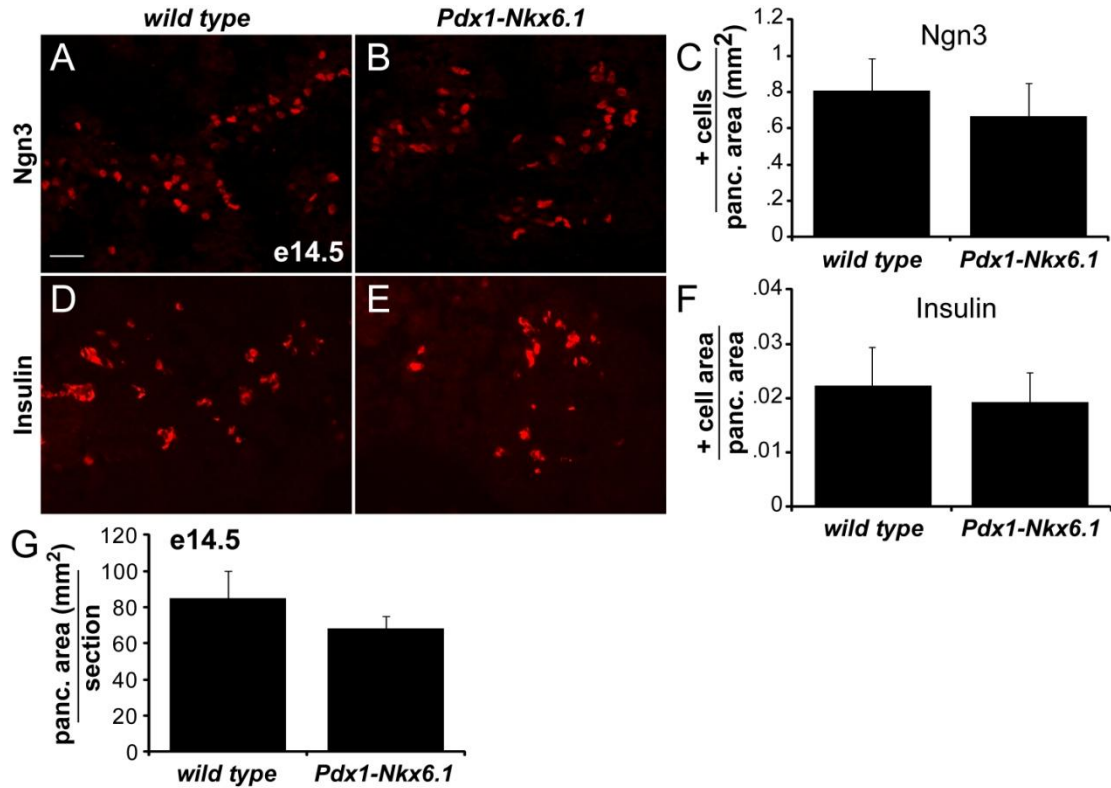 wild type
Pdx1-Nkx6.1
A
B
Ngn3
e14.5
C
Ngn3
+ cells
panc. area (mm2)
1.2
1
.8
.6
.4
.2
0
wild type
Pdx1-Nkx6.1
D
E
Insulin
F
Insulin
+ cell area
panc. area
.04
.03
.02
.01
0
wild type
Pdx1-Nkx6.1
G
e14.5
panc. area (mm2)
section
120
100
80
60
40
20
0
wild type
Pdx1-Nkx6.1